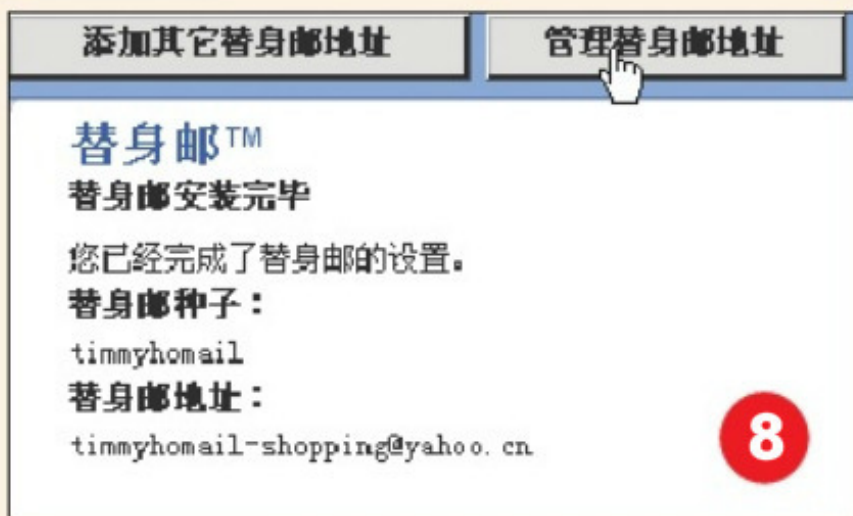 添加其它替身邮地址 管理替身邮地址
替身邮™
替身邮安装完毕
您已经完成了替身邮的设置。
替身邮种子：
timmyhomail
替身邮地址：
timmyhomail-shopping@yahoo.cn
8